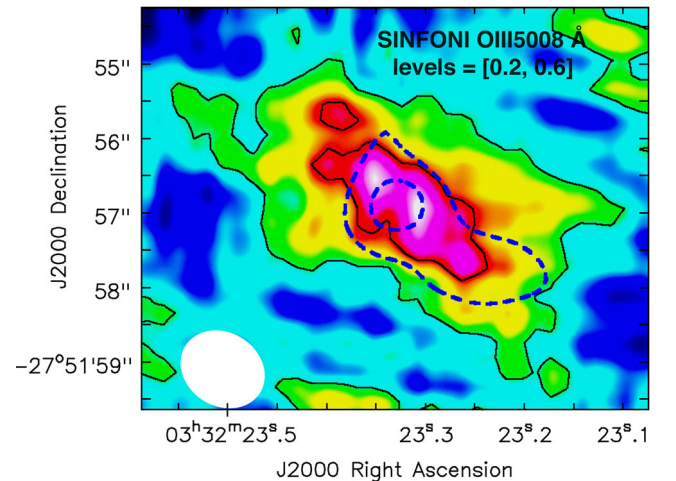 SINFONI OIII5008 Å
levels = [0.2, 0.6]
55''
56''
57''
58''
−27°51'59''
J2000 Declination
03ʰ32ᵐ23ˢ.5
23ˢ.3
23ˢ.2
23ˢ.1
J2000 Right Ascension